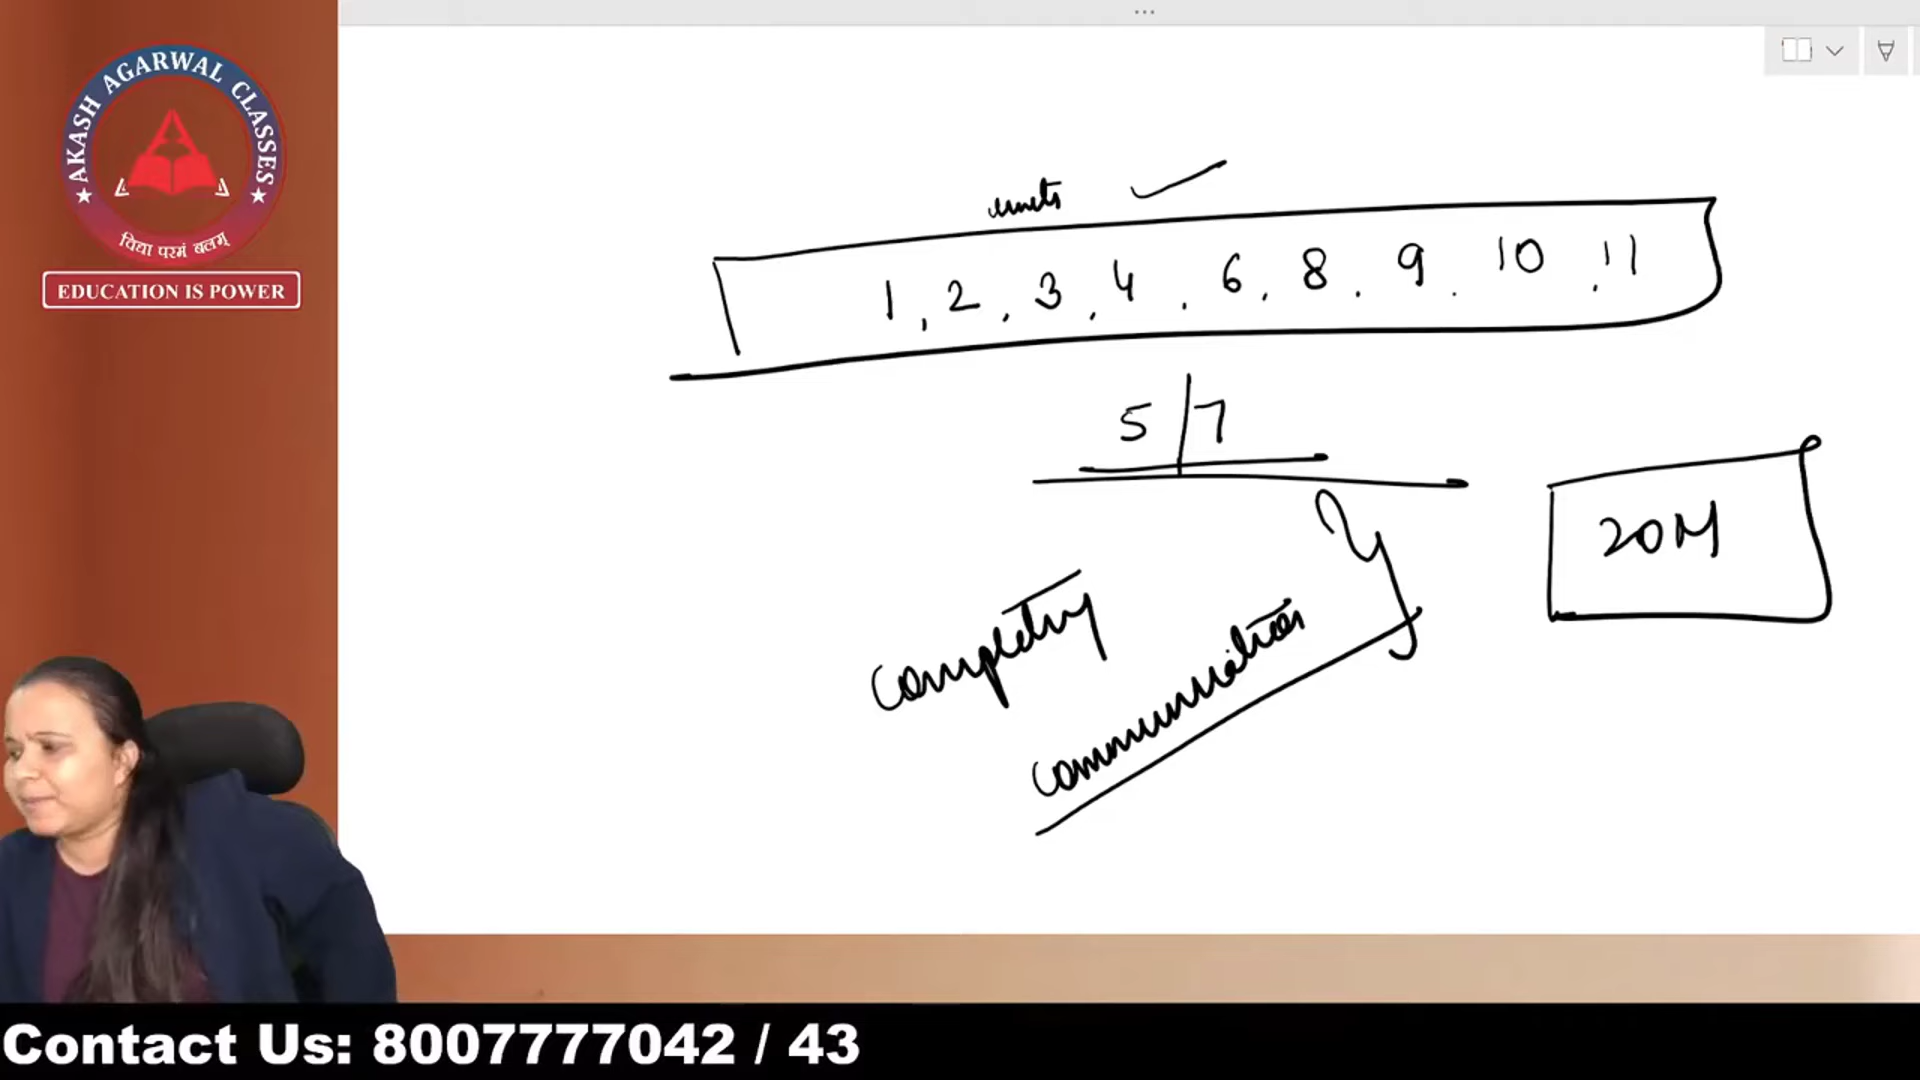 AKASH AGARWAL CLASSES
विद्या परमं बलम्
EDUCATION IS POWER
units
1, 2, 3, 4, 6, 8, 9, 10, 11
5 7
20M
communication
Contact Us: 8007777042 / 43